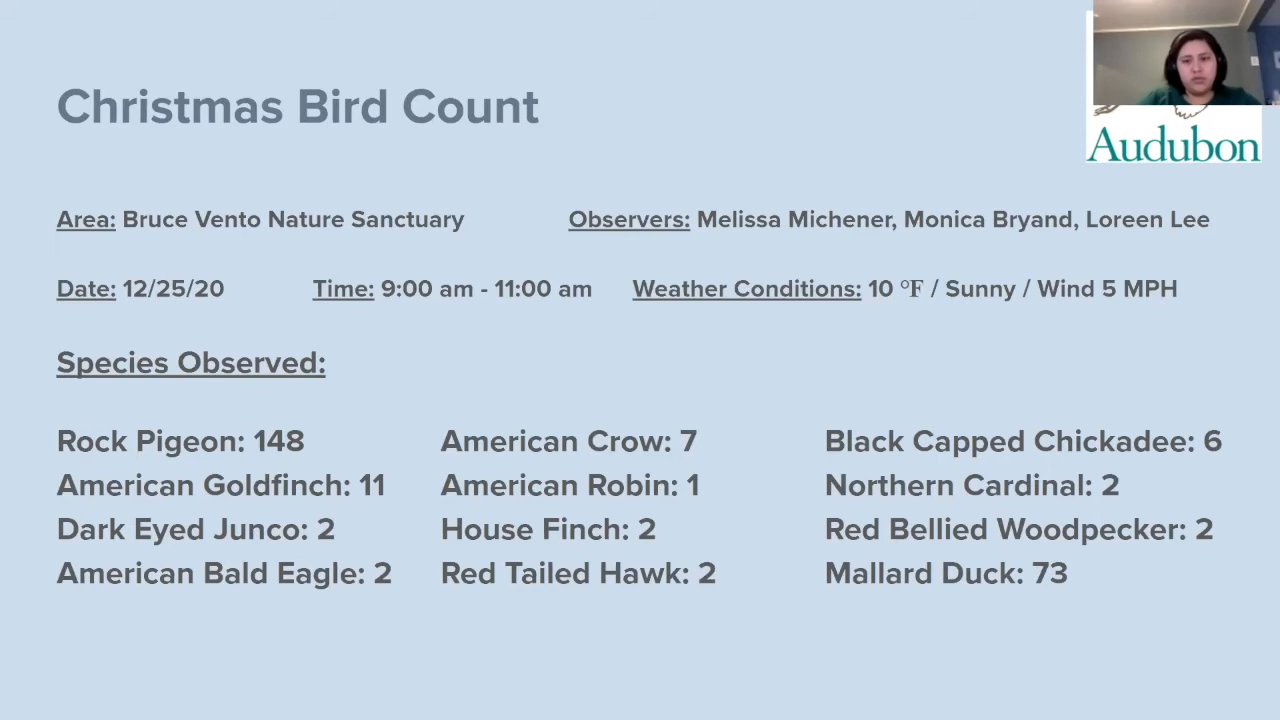 Christmas Bird Count
Audubon
Area: Bruce Vento Nature Sanctuary
Observers: Melissa Michener, Monica Bryand, Loreen Lee
Date: 12/25/20
Time: 9:00 am - 11:00 am
Weather Conditions: 10 °F / Sunny / Wind 5 MPH
Species Observed:
Rock Pigeon: 148
American Goldfinch: 11
Dark Eyed Junco: 2
American Bald Eagle: 2
American Crow: 7
American Robin: 1
House Finch: 2
Red Tailed Hawk: 2
Black Capped Chickadee: 6
Northern Cardinal: 2
Red Bellied Woodpecker: 2
Mallard Duck: 73